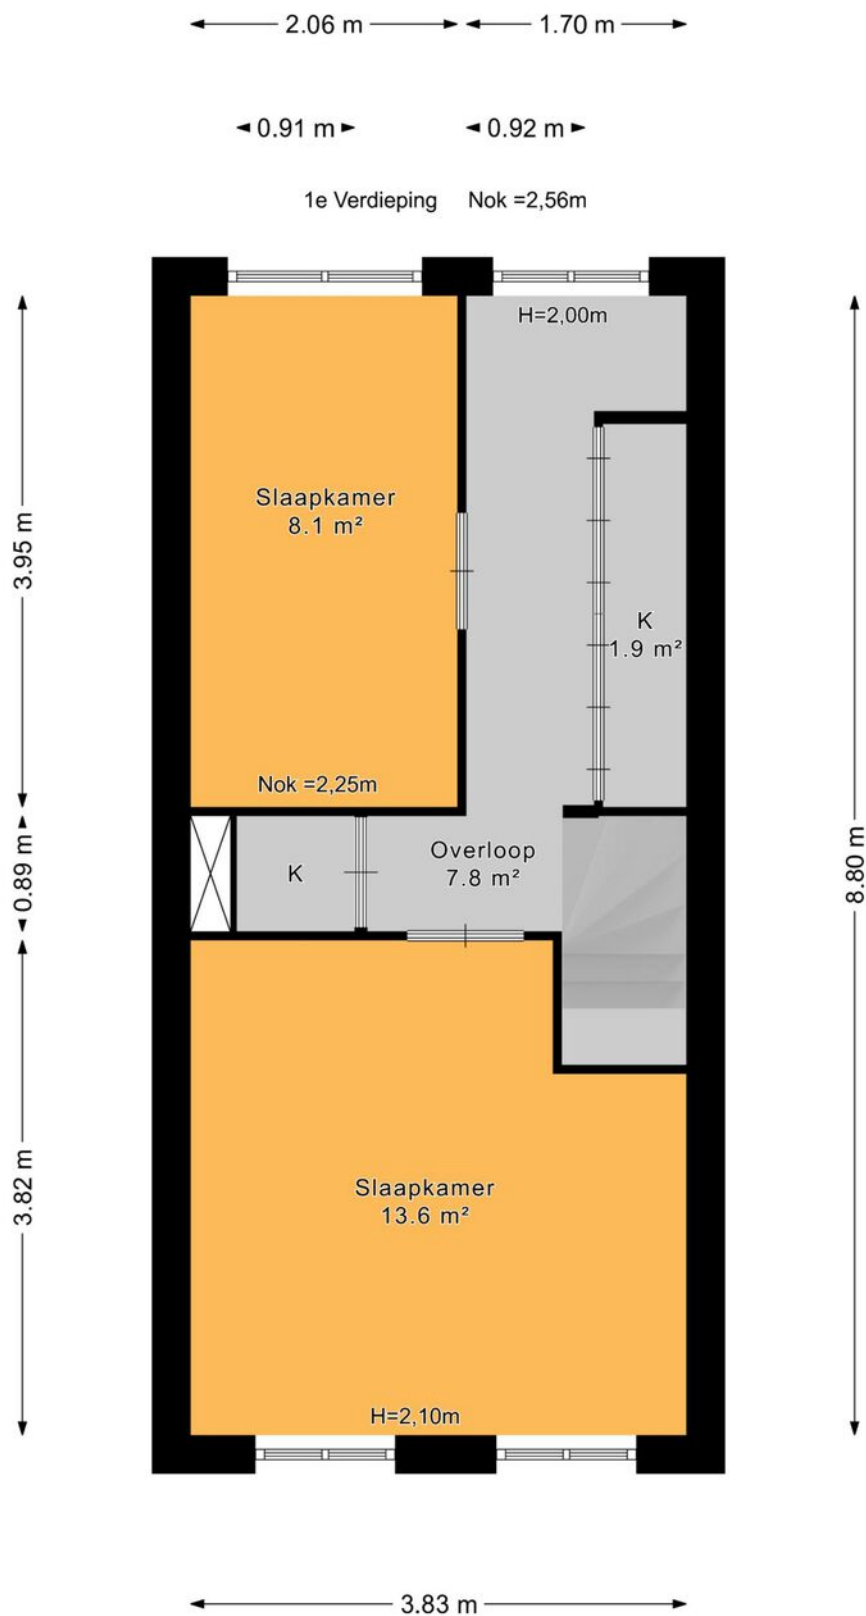 2.06 m
1.70 m
0.91 m
0.92 m
1e Verdieping
Nok =2,56m
H=2,00m
Slaapkamer
8.1 m²
3.95 m
K
1.9 m²
Nok =2,25m
0.89 m
K
Overloop
7.8 m²
8.80 m
3.82 m
Slaapkamer
13.6 m²
H=2,10m
3.83 m